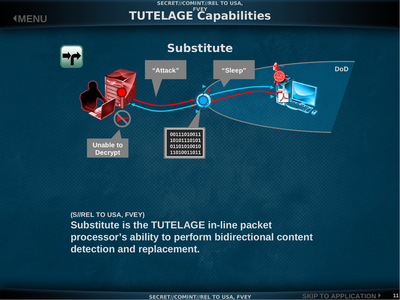 SECRET//COMINT//REL TO USA,
FVEY
TUTELAGE Capabilities
MENU
Substitute
DoD
“Attack”
“Sleep”
Unable to
Decrypt
00111010011
10101110101
01101010010
11010011011
(S//REL TO USA, FVEY)
Substitute is the TUTELAGE in-line packet
processor’s ability to perform bidirectional content
detection and replacement.
SECRET//COMINT//REL TO USA, FVEY
SKIP TO APPLICATION
11